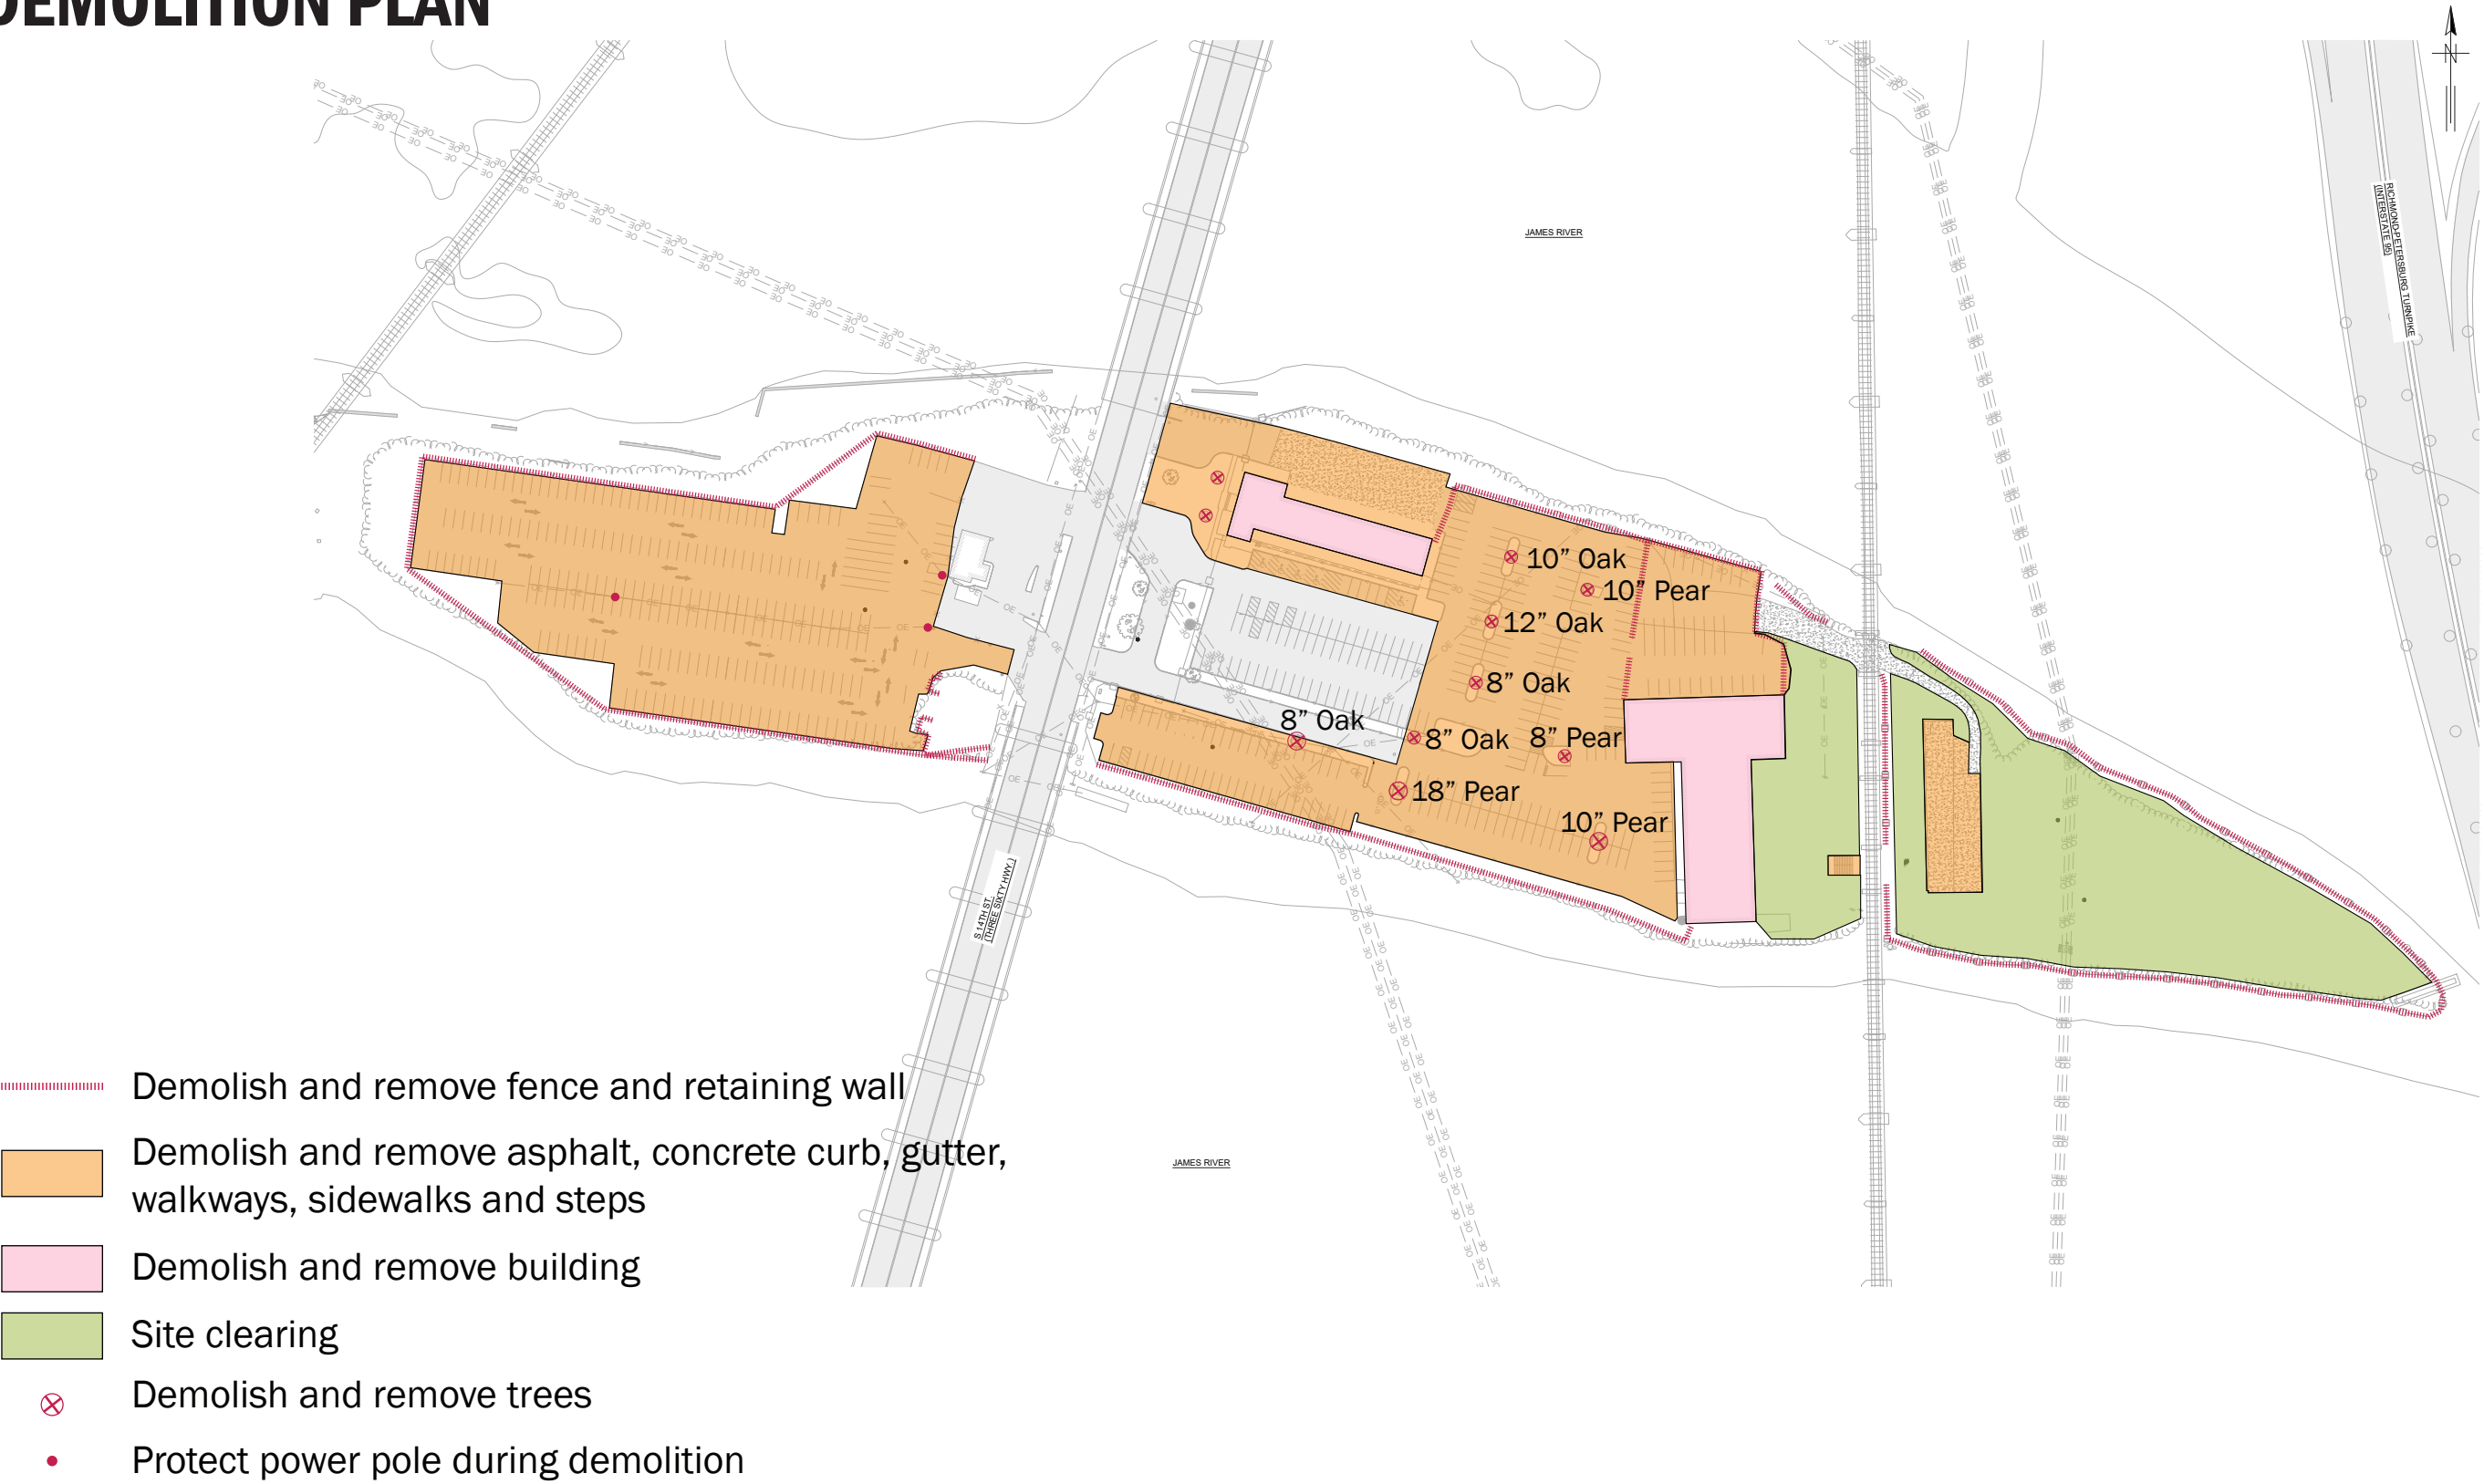 DEMOLITION PLAN
N
JAMES RIVER
RICHMOND-PETERSBURG TURNPIKE
(INTERSTATE 95)
10” Oak
10” Pear
12” Oak
8” Oak
8” Oak
8” Oak
8” Pear
18” Pear
10” Pear
S 14TH ST.
(THREE SIXTY HWY.)
JAMES RIVER
Demolish and remove fence and retaining wall
Demolish and remove asphalt, concrete curb, gutter,
walkways, sidewalks and steps
Demolish and remove building
Site clearing
Demolish and remove trees
Protect power pole during demolition